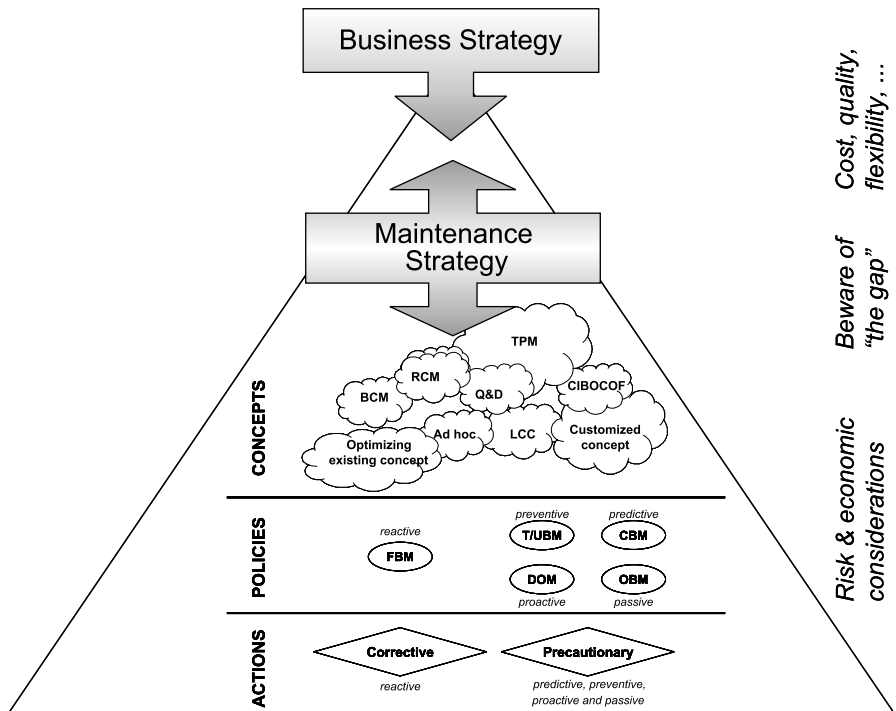 Business Strategy
Cost, quality,
flexibility, ...
Maintenance
Strategy
Beware of
“the gap”
CONCEPTS
TPM
RCM
CIBOCOF
BCM
Q&D
Ad hoc
LCC
Customized
concept
Optimizing
existing concept
Risk & economic
considerations
POLICIES
reactive
FBM
preventive
T/UBM
predictive
CBM
DOM
proactive
OBM
passive
ACTIONS
Corrective
reactive
Precautionary
predictive, preventive,
proactive and passive